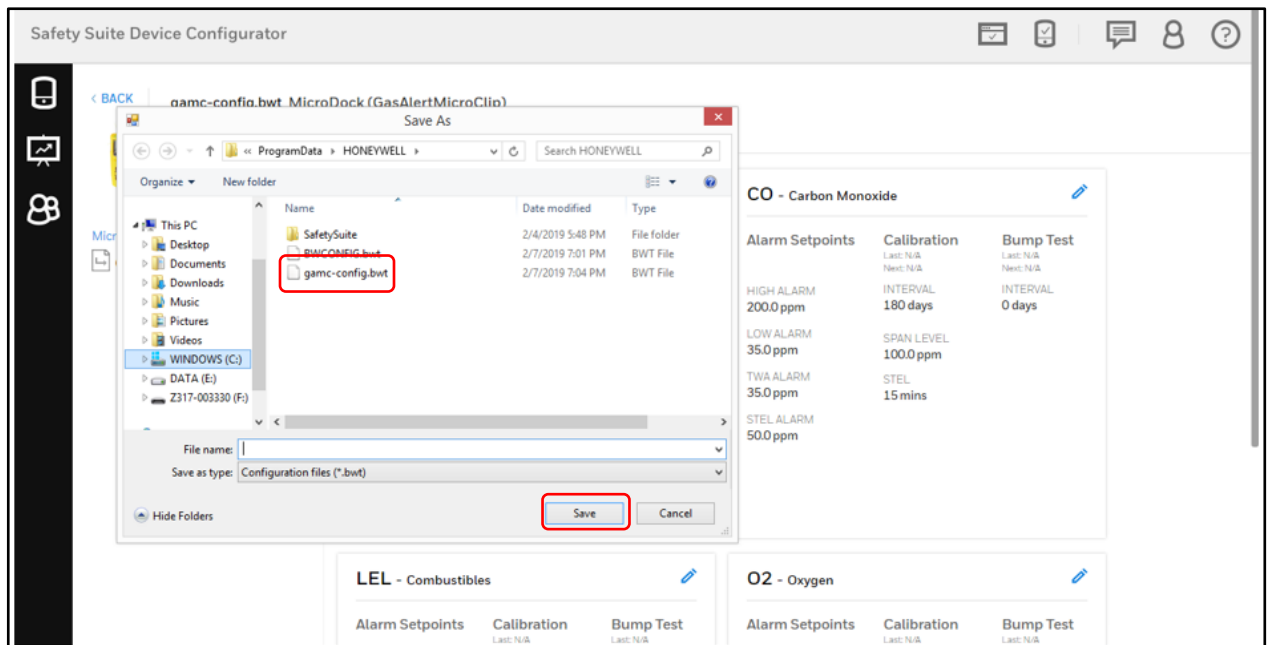 Safety Suite Device Configurator
< BACK
gamc-config.bwt MicroDock (GasAlertMicroClip)
Save As
« ProgramData HONEYWELL
Search HONEYWELL
Organize
New folder
This PC
Desktop
Documents
Downloads
Music
Pictures
Videos
WINDOWS (C:)
DATA (E:)
Z317-003330 (F:)
Name Date modified Type
SafetySuite 2/4/2019 5:48 PM File folder
BWCONFIG.bwt 2/7/2019 7:01 PM BWT File
gamc-config.bwt 2/7/2019 7:04 PM BWT File
File name:
Save as type: Configuration files (*.bwt)
Hide Folders
Save
Cancel
Micr
CO - Carbon Monoxide
Alarm Setpoints Calibration Bump Test
Last: N/A Last: N/A
Next: N/A Next: N/A
HIGH ALARM INTERVAL INTERVAL
200.0 ppm 180 days 0 days
LOW ALARM SPAN LEVEL
35.0 ppm 100.0 ppm
TWA ALARM STEL
35.0 ppm 15 mins
STEL ALARM
50.0 ppm
LEL - Combustibles
Alarm Setpoints Calibration Bump Test
Last: N/A Last: N/A
O2 - Oxygen
Alarm Setpoints Calibration Bump Test
Last: N/A Last: N/A